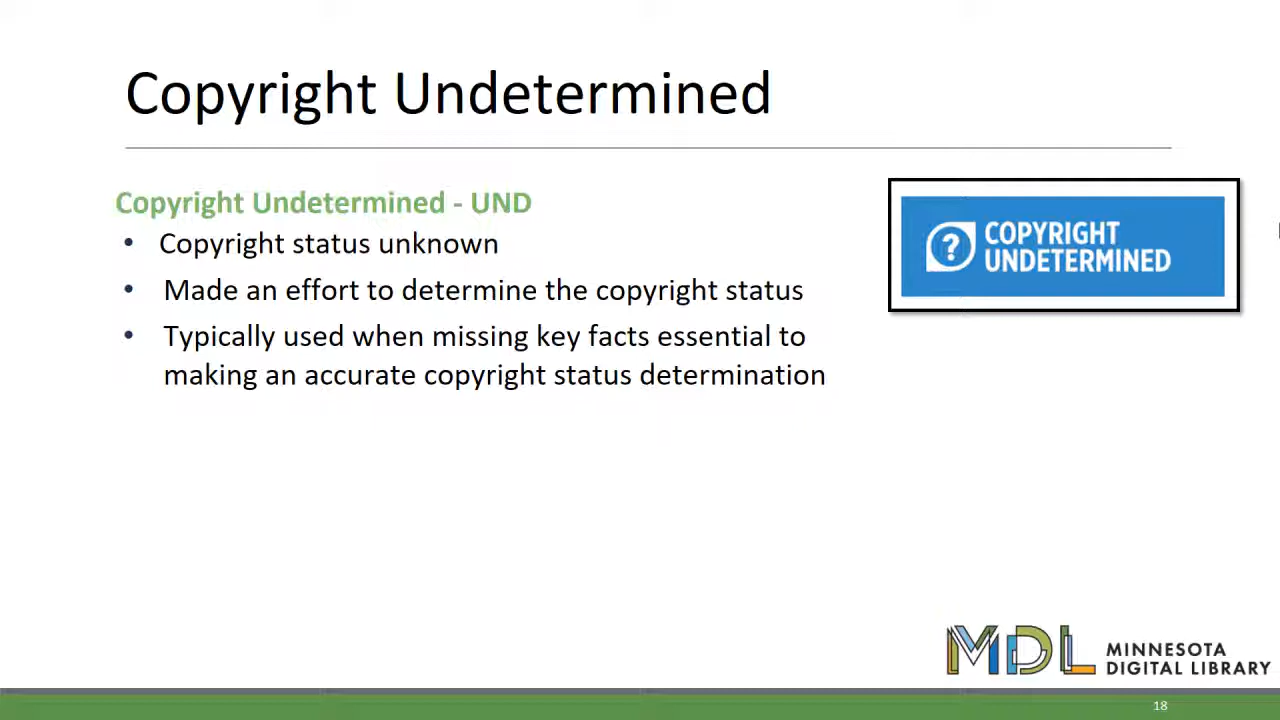 Copyright Undetermined
Copyright Undetermined - UND
• Copyright status unknown
• Made an effort to determine the copyright status
• Typically used when missing key facts essential to
making an accurate copyright status determination
?
COPYRIGHT
UNDETERMINED
MDL
MINNESOTA
DIGITAL LIBRARY
18